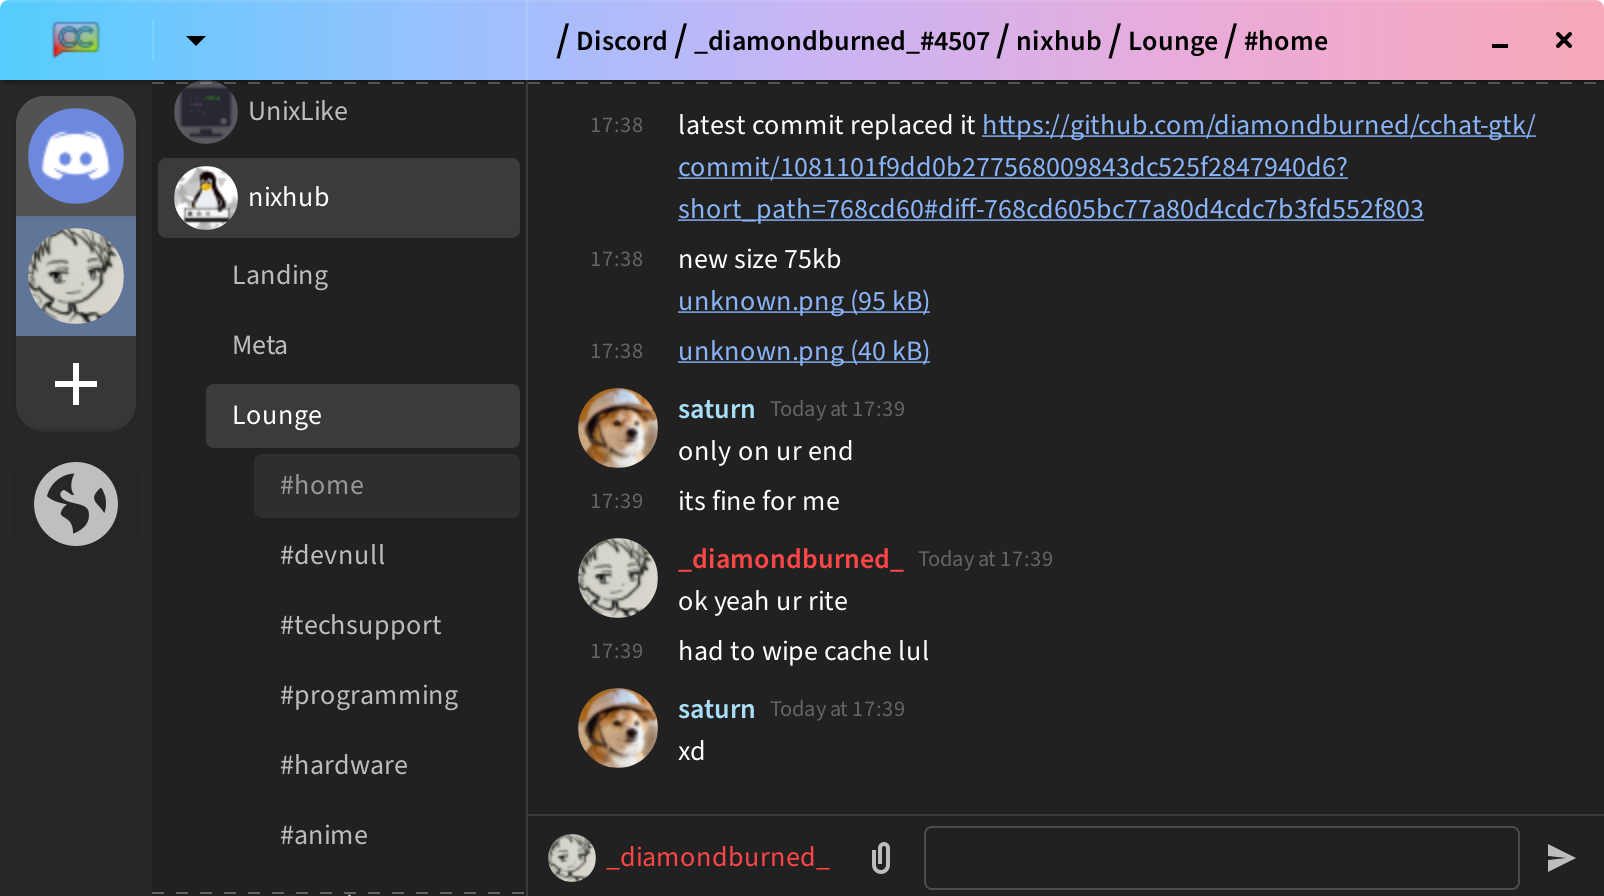 / Discord / _diamondburned_#4507 / nixhub / Lounge / #home
UnixLike
nixhub
Landing
Meta
Lounge
#home
#devnull
#techsupport
#programming
#hardware
#anime
17:38 latest commit replaced it https://github.com/diamondburned/cchat-gtk/
commit/1081101f9dd0b277568009843dc525f2847940d6?
short_path=768cd60#diff-768cd605bc77a80d4cdc7b3fd552f803
17:38 new size 75kb
unknown.png (95 kB)
17:38 unknown.png (40 kB)
saturn Today at 17:39
only on ur end
17:39 its fine for me
_diamondburned_ Today at 17:39
ok yeah ur rite
17:39 had to wipe cache lul
saturn Today at 17:39
xd
_diamondburned_